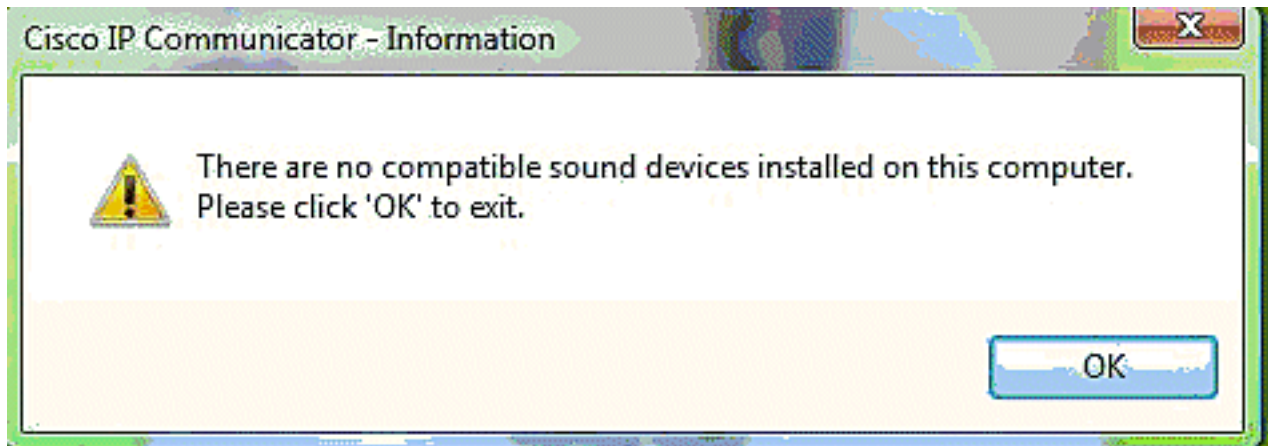 Cisco IP Communicator - Information
There are no compatible sound devices installed on this computer.
Please click 'OK' to exit.
OK